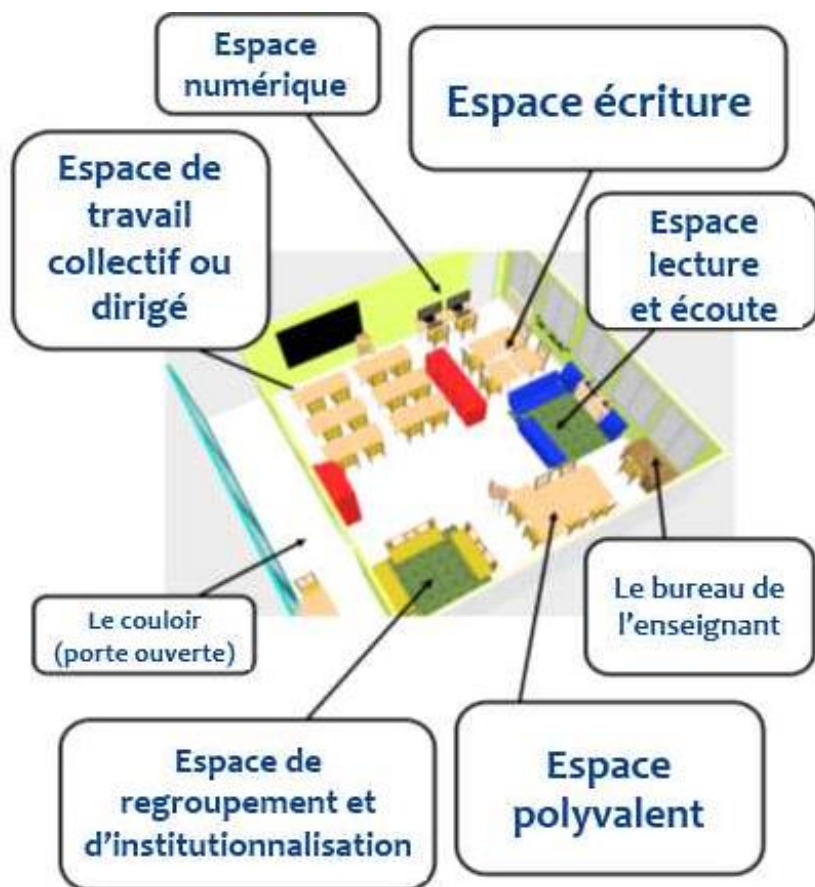 Espace
numérique
Espace écriture
Espace de
travail
collectif ou
dirigé
Espace
lecture
et écoute
Le couloir
(porte ouverte)
Le bureau de
l'enseignant
Espace de
regroupement et
d'institutionnalisation
Espace
polyvalent